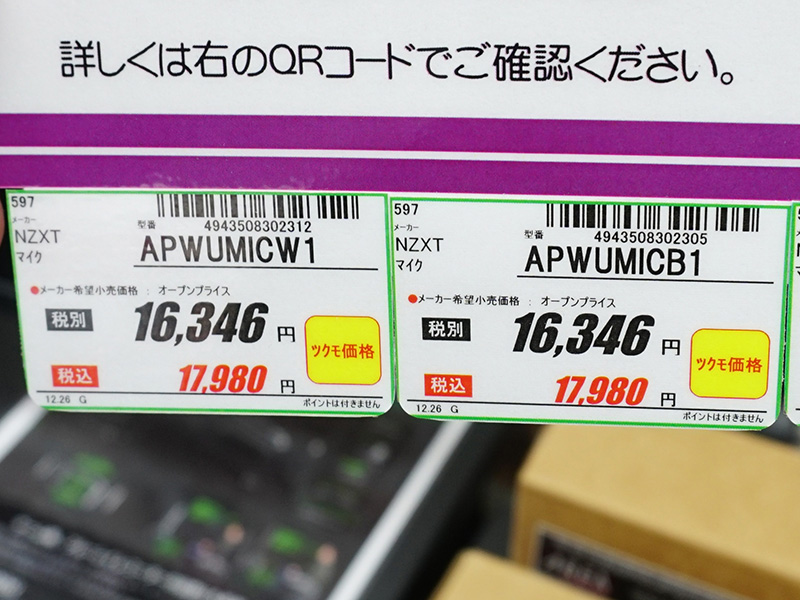 詳しくは右のQRコードでご確認ください。
597
4943508302312
メーカー
型番
NZXT
APWUMICW1
マイク
●メーカー希望小売価格 : オープンプライス
税別 16,346 円
ツクモ価格
税込 17,980 円
12.26 G
ポイントは付きません
597
4943508302305
メーカー
型番
NZXT
APWUMICB1
マイク
●メーカー希望小売価格 : オープンプライス
税別 16,346 円
ツクモ価格
税込 17,980 円
12.26 G
ポイントは付きません